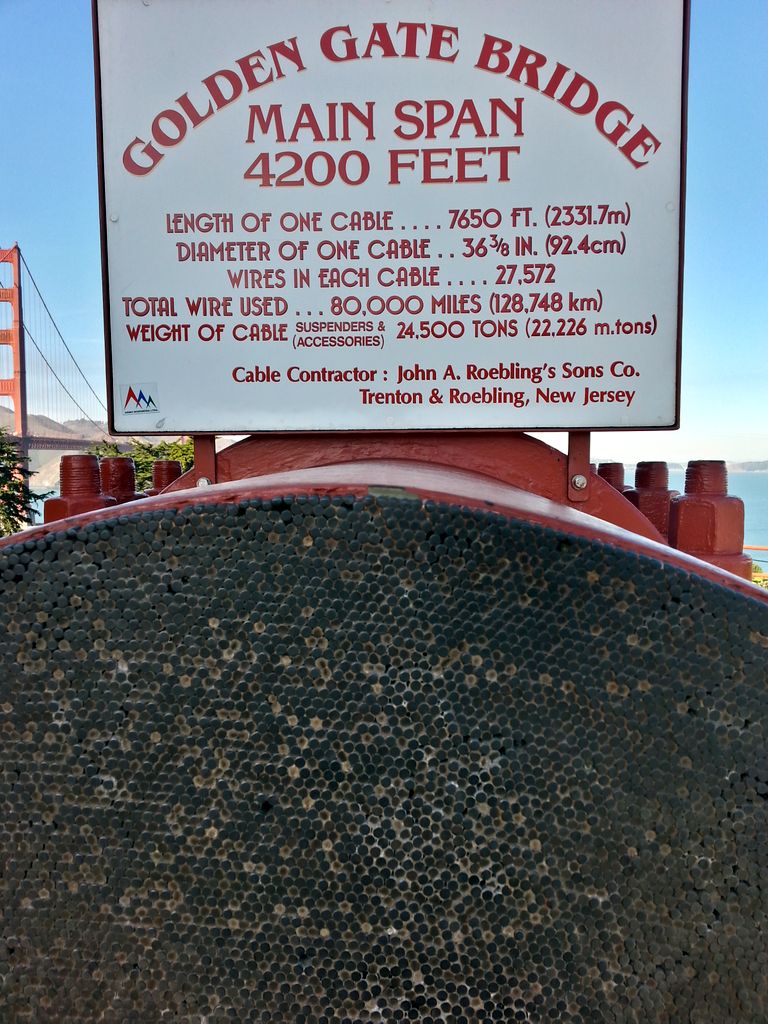 GOLDEN GATE BRIDGE
MAIN SPAN
4200 FEET
LENGTH OF ONE CABLE .... 7650 FT. (2331.7m)
DIAMETER OF ONE CABLE .. 36 3/8 IN. (92.4cm)
WIRES IN EACH CABLE .... 27,572
TOTAL WIRE USED ... 80,000 MILES (128,748 km)
WEIGHT OF CABLE SUSPENDERS & (ACCESSORIES) 24,500 TONS (22,226 m.tons)
Cable Contractor : John A. Roebling's Sons Co.
Trenton & Roebling, New Jersey